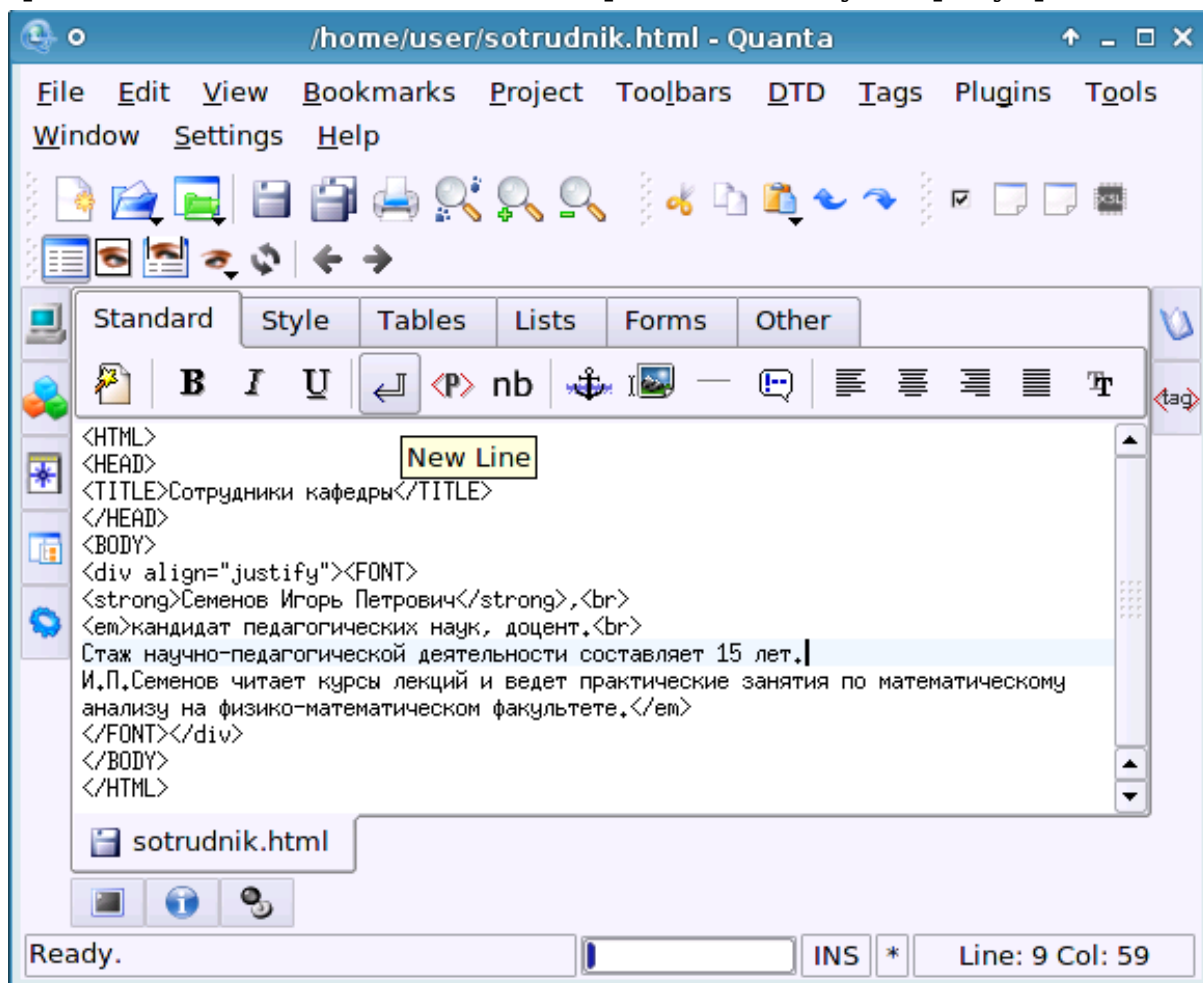 /home/user/sotrudnik.html - Quanta
File Edit View Bookmarks Project Toolbars DTD Tags Plugins Tools
Window Settings Help
XSL
Standard Style Tables Lists Forms Other
B I U <P> nb T
<tag>
New Line
<HTML>
<HEAD>
<TITLE>Сотрудники кафедры</TITLE>
</HEAD>
<BODY>
<div align="justify"><FONT>
<strong>Семенов Игорь Петрович</strong>,<br>
<em>кандидат педагогических наук, доцент.<br>
Стаж научно-педагогической деятельности составляет 15 лет.
И.П.Семенов читает курсы лекций и ведет практические занятия по математическому
анализу на физико-математическом факультете.</em>
</FONT></div>
</BODY>
</HTML>
sotrudnik.html
Ready. INS * Line: 9 Col: 59